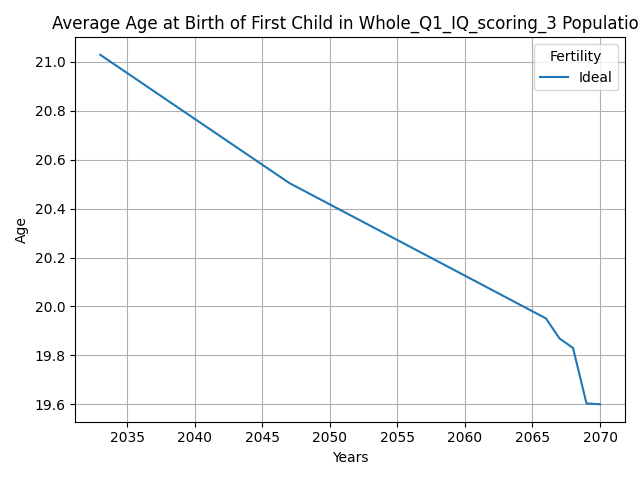 Average Age at Birth of First Child in Whole_Q1_IQ_scoring_3 Populatio
Fertility
Ideal
21.0
20.8
20.6
20.4
20.2
20.0
19.8
19.6
Age
2035 2040 2045 2050 2055 2060 2065 2070
Years